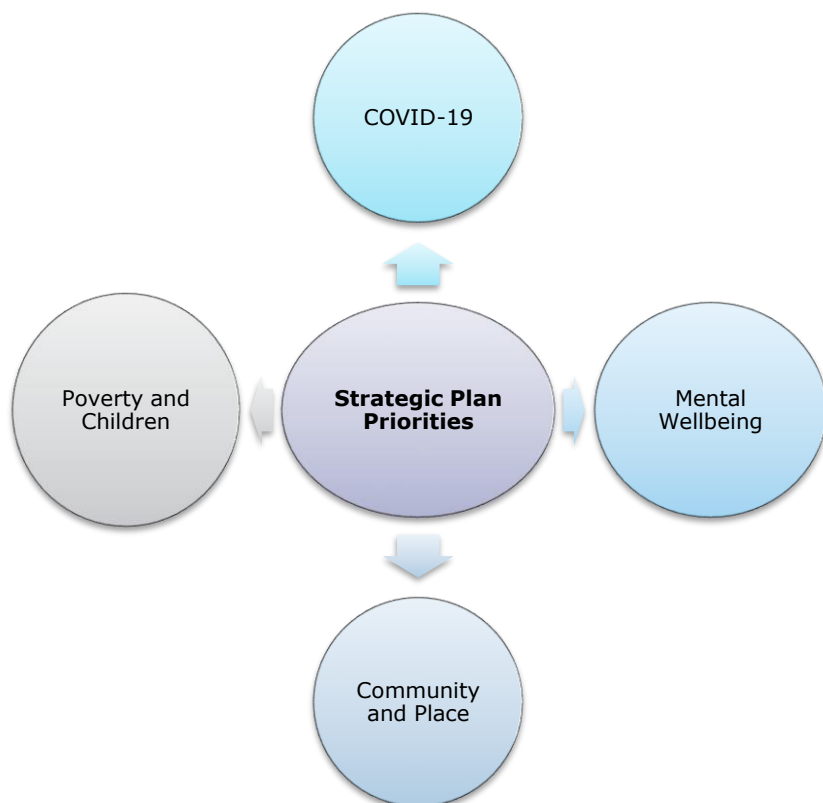 COVID-19
Poverty and
Children
Strategic Plan
Priorities
Mental
Wellbeing
Community
and Place